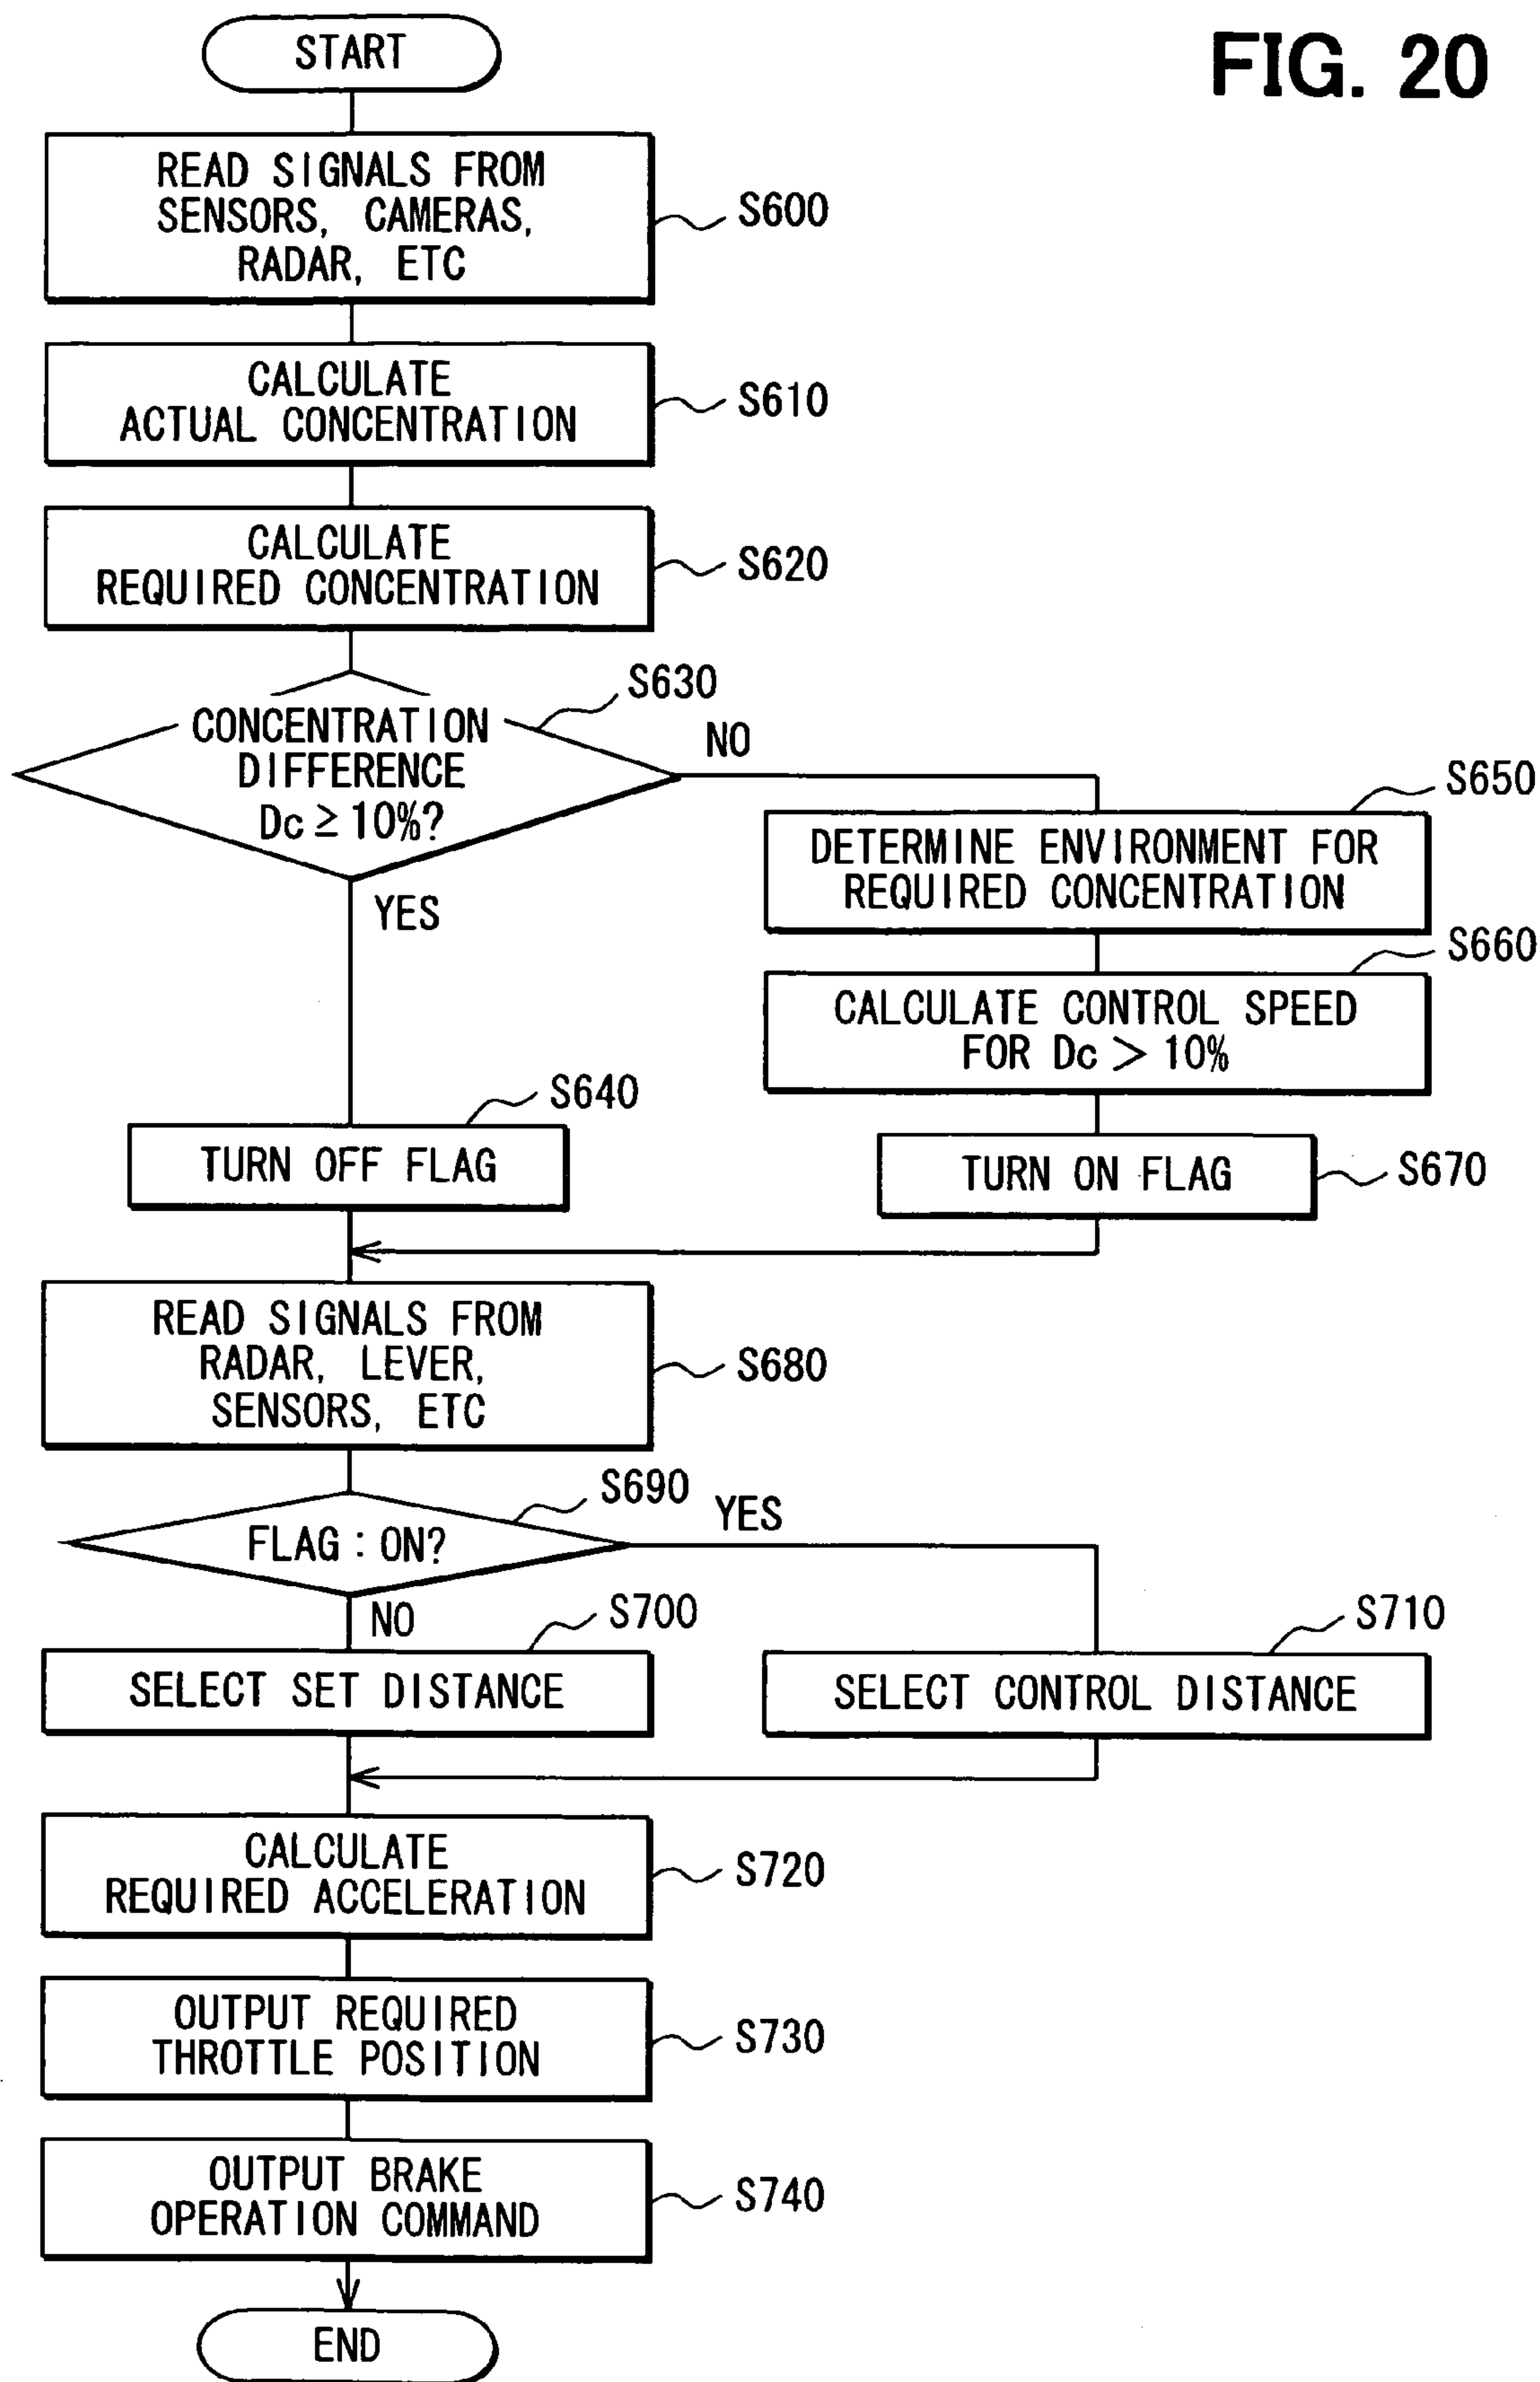 FIG. 20
START
READ SIGNALS FROM
SENSORS, CAMERAS,
RADAR, ETC
S600
CALCULATE
ACTUAL CONCENTRATION
S610
CALCULATE
REQUIRED CONCENTRATION
S620
CONCENTRATION
DIFFERENCE
Dc ≥ 10%?
S630
NO
YES
S650
DETERMINE ENVIRONMENT FOR
REQUIRED CONCENTRATION
S660
CALCULATE CONTROL SPEED
FOR Dc > 10%
S640
TURN OFF FLAG
TURN ON FLAG
S670
READ SIGNALS FROM
RADAR, LEVER,
SENSORS, ETC
S680
S690
FLAG : ON?
YES
NO
S700
SELECT SET DISTANCE
S710
SELECT CONTROL DISTANCE
CALCULATE
REQUIRED ACCELERATION
S720
OUTPUT REQUIRED
THROTTLE POSITION
S730
OUTPUT BRAKE
OPERATION COMMAND
S740
END